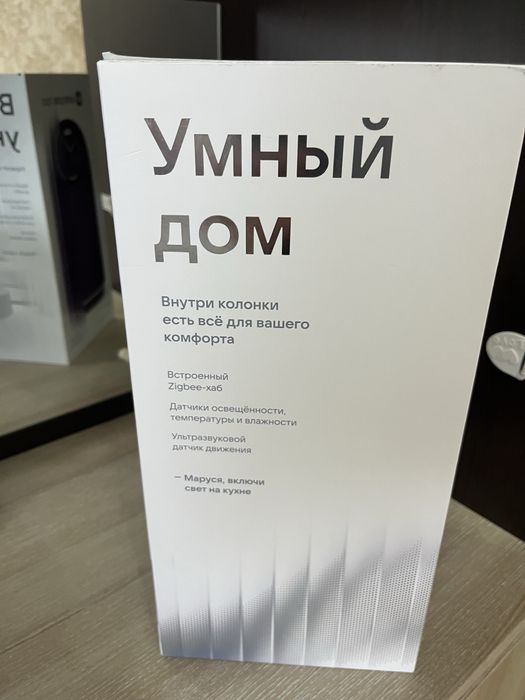 Умный
дом
Внутри колонки
есть всё для вашего
комфорта
Встроенный
Zigbee-хаб
Датчики освещённости,
температуры и влажности
Ультразвуковой
датчик движения
— Маруся, включи
свет на кухне